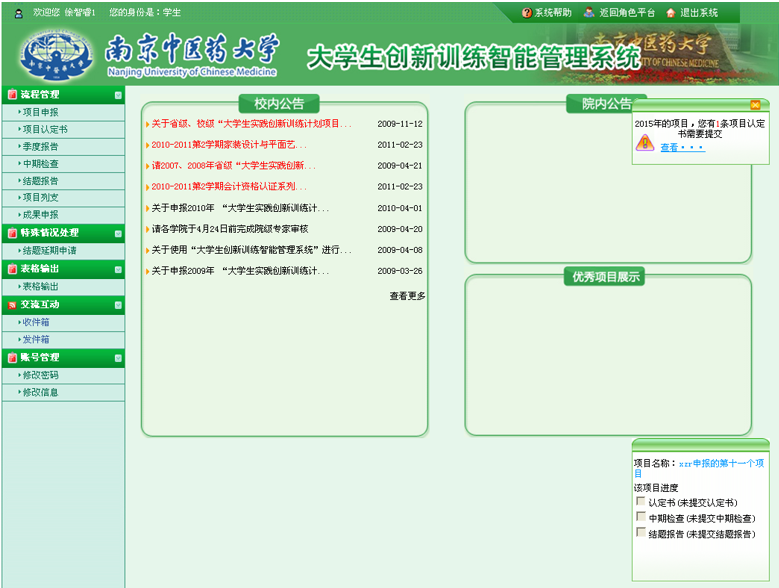 欢迎您 徐智睿1 您的身份是：学生
系统帮助 返回角色平台 退出系统
南京中医药大学
Nanjing University of Chinese Medicine
大学生创新训练智能管理系统
南京中医药大学
OF CHINESE MEDICINE
流程管理
项目申报
项目认定书
季度报告
中期检查
结题报告
项目列支
成果申报
特殊情况处理
结题延期申请
表格输出
表格输出
交流互动
收件箱
发件箱
账号管理
修改密码
修改信息
校内公告
关于省级、校级“大学生实践创新训练计划项目... 2009-11-12
2010-2011第2学期家装设计与平面艺... 2011-02-23
请2007、2008年省级“大学生实践创新... 2009-04-21
2010-2011第2学期会计资格认证系列... 2011-02-23
关于申报2010年 “大学生实践创新训练计... 2010-04-01
请各学院于4月24日前完成院级专家审核 2009-04-20
关于使用“大学生创新训练智能管理系统”进行... 2009-04-08
关于申报2009年 “大学生实践创新训练计... 2009-03-26
查看更多
院内公告
2015年的项目，您有1条项目认定
书需要提交
查看・・・
优秀项目展示
项目名称：xzr申报的第十一个项
目
该项目进度
认定书(未提交认定书)
中期检查(未提交中期检查)
结题报告(未提交结题报告)